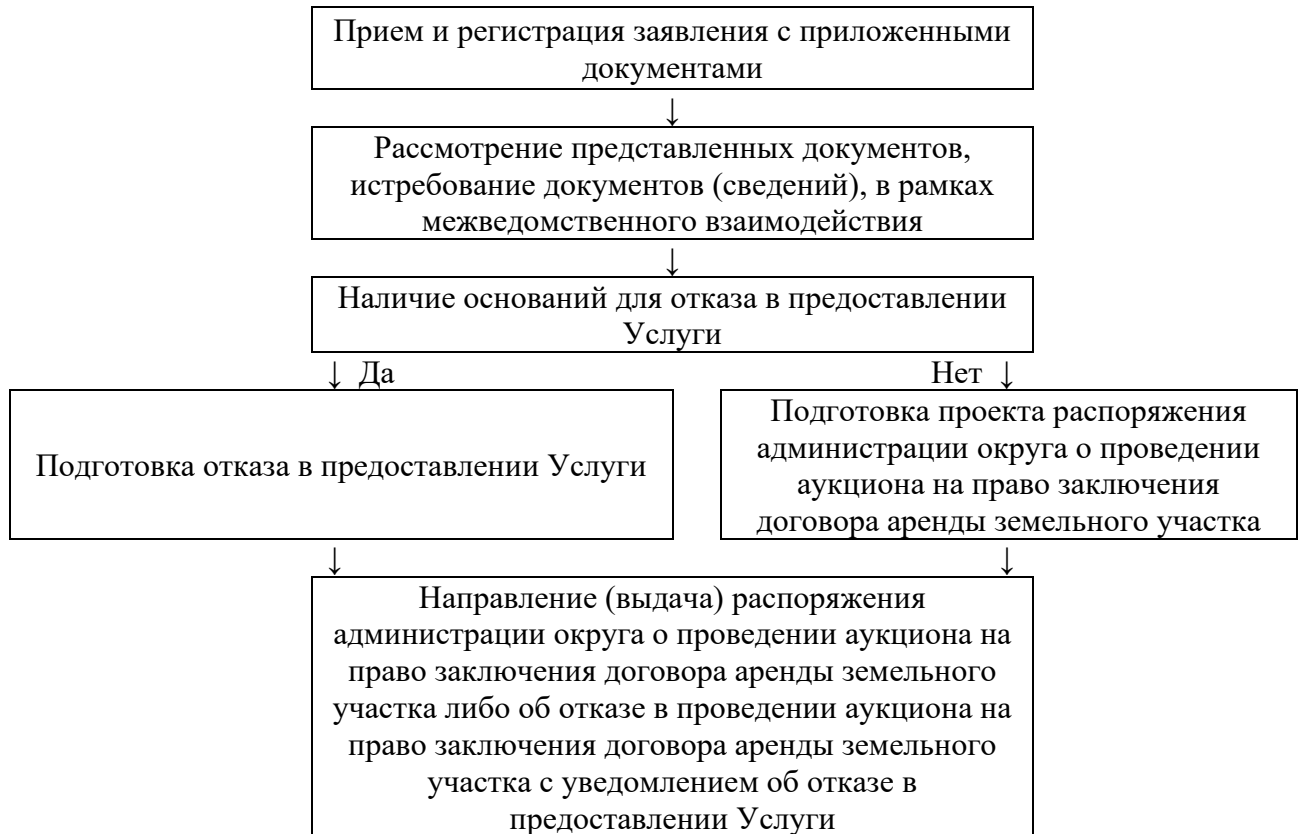 Прием и регистрация заявления с приложенными
документами
↓
Рассмотрение представленных документов,
истребование документов (сведений), в рамках
межведомственного взаимодействия
↓
Наличие оснований для отказа в предоставлении
Услуги
↓ Да
Нет ↓
Подготовка отказа в предоставлении Услуги
Подготовка проекта распоряжения
администрации округа о проведении
аукциона на право заключения
договора аренды земельного участка
↓
↓
Направление (выдача) распоряжения
администрации округа о проведении аукциона на
право заключения договора аренды земельного
участка либо об отказе в проведении аукциона на
право заключения договора аренды земельного
участка с уведомлением об отказе в
предоставлении Услуги